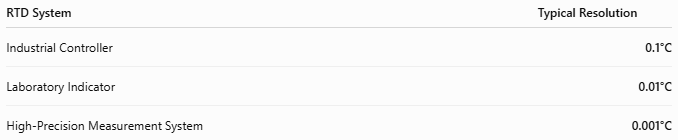 RTD System Typical Resolution
Industrial Controller 0.1°C
Laboratory Indicator 0.01°C
High-Precision Measurement System 0.001°C